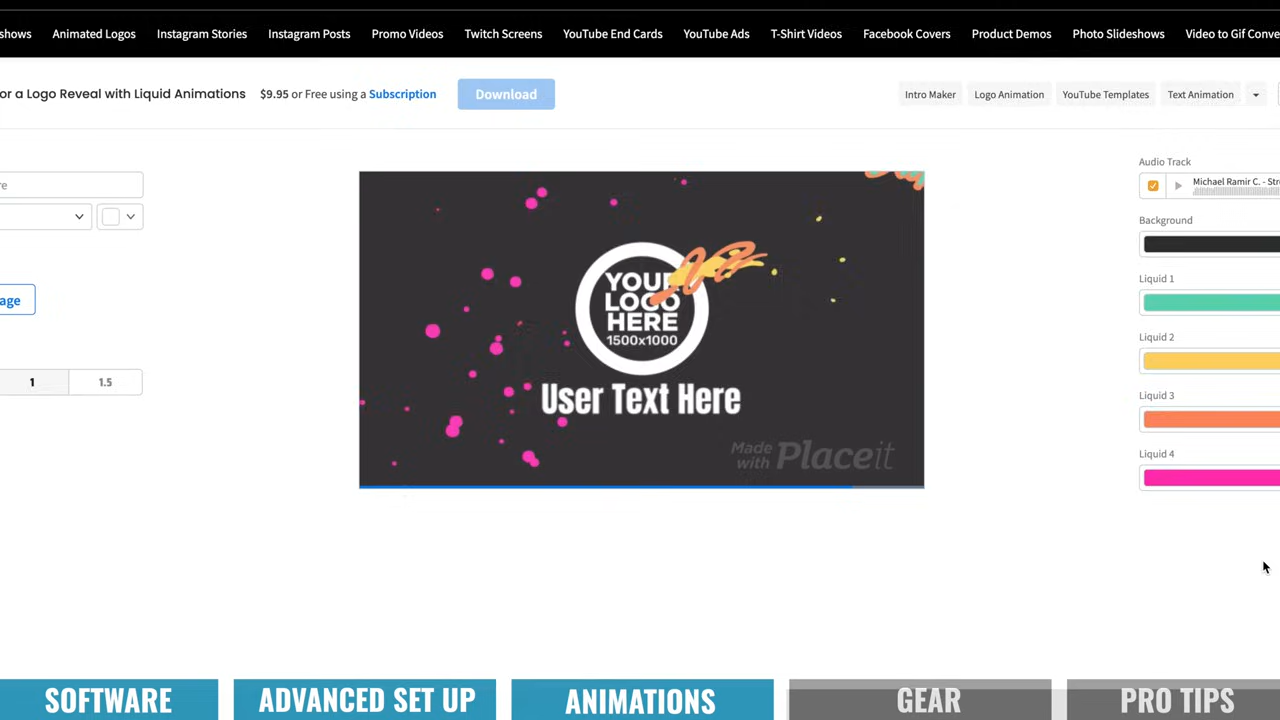 shows Animated Logos Instagram Stories Instagram Posts Promo Videos Twitch Screens YouTube End Cards YouTube Ads T-Shirt Videos Facebook Covers Product Demos Photo Slideshows Video to Gif Conve
or a Logo Reveal with Liquid Animations $9.95 or Free using a Subscription Download Intro Maker Logo Animation YouTube Templates Text Animation
Audio Track
re
Michael Ramir C. - Str
Background
age
Liquid 1
Liquid 2
1 1.5
Liquid 3
Liquid 4
YOUR
LOGO
HERE
1500x1000
User Text Here
Made
with Placeit
SOFTWARE ADVANCED SET UP ANIMATIONS GEAR PRO TIPS